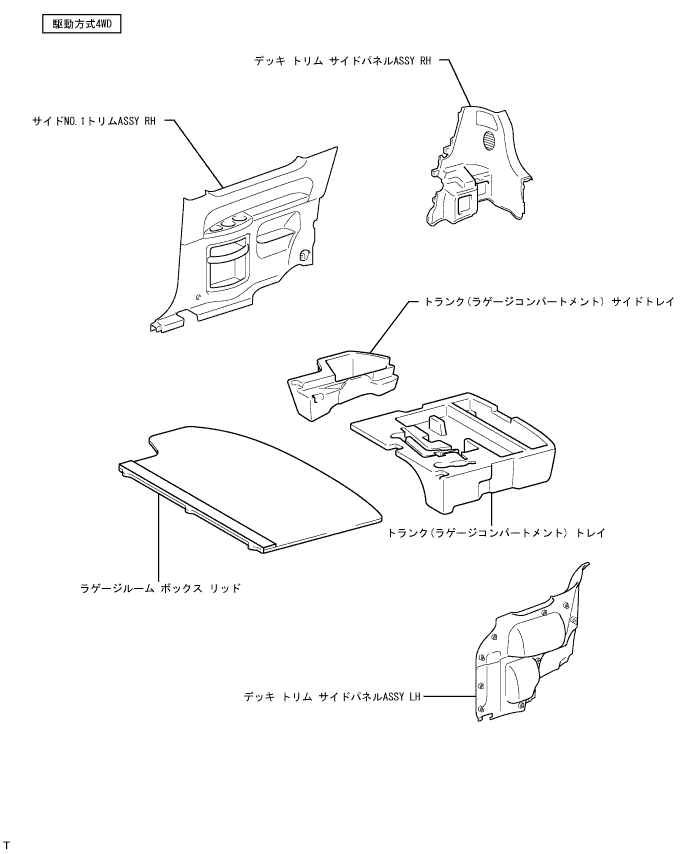 駆動方式4WD
デッキ トリム サイドパネルASSY RH
サイドNO.1トリムASSY RH
トランク(ラゲージコンパートメント) サイドトレイ
トランク(ラゲージコンパートメント) トレイ
ラゲージルーム ボックス リッド
デッキ トリム サイドパネルASSY LH
T